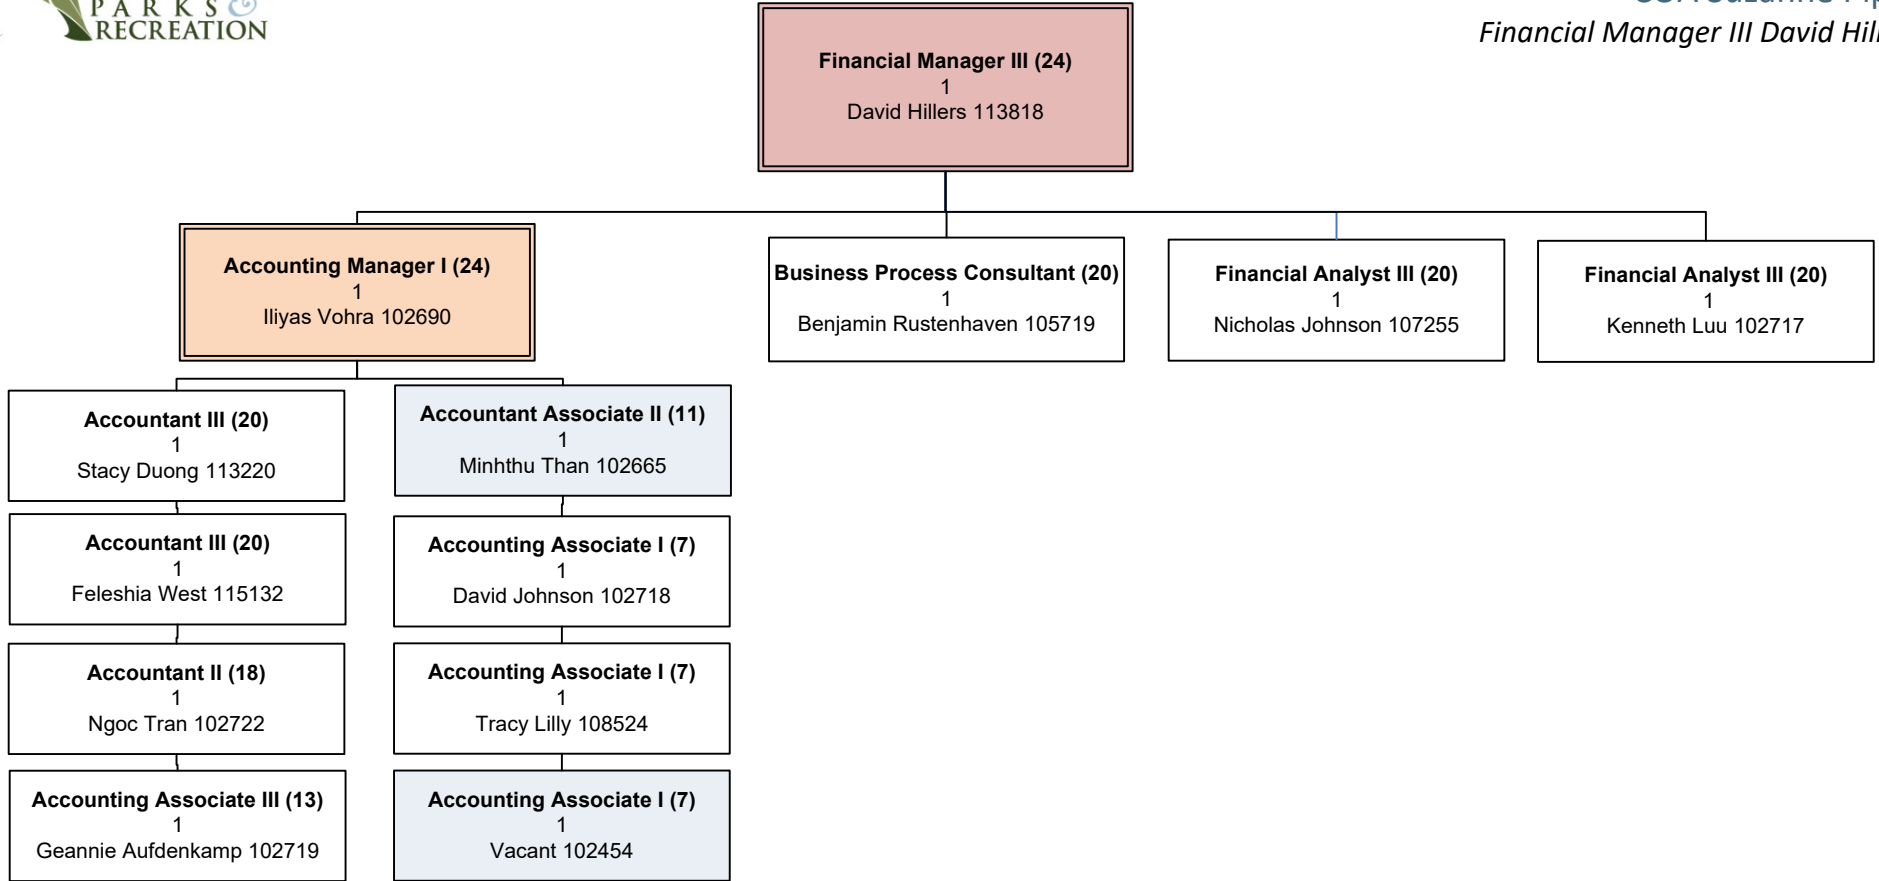 PARKS &
RECREATION
Financial Manager III David
Financial Manager III (24)
1
David Hillers 113818
Accounting Manager I (24)
1
Iliyas Vohra 102690
Business Process Consultant (20)
1
Benjamin Rustenhaven 105719
Financial Analyst III (20)
1
Nicholas Johnson 107255
Financial Analyst III (20)
1
Kenneth Luu 102717
Accountant III (20)
1
Stacy Duong 113220
Accountant Associate II (11)
1
Minhthu Than 102665
Accountant III (20)
1
Feleshia West 115132
Accounting Associate I (7)
1
David Johnson 102718
Accountant II (18)
1
Ngoc Tran 102722
Accounting Associate I (7)
1
Tracy Lilly 108524
Accounting Associate III (13)
1
Geannie Aufdenkamp 102719
Accounting Associate I (7)
1
Vacant 102454